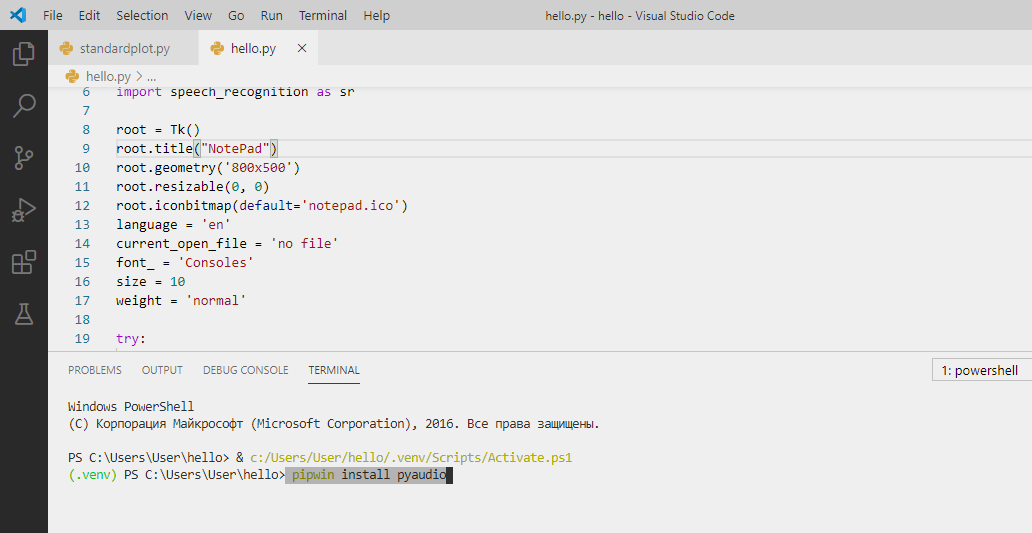 File Edit Selection View Go Run Terminal Help hello.py - hello - Visual Studio Code
standardplot.py hello.py ×
hello.py > ...
6 import speech_recognition as sr
7
8 root = Tk()
9 root.title("NotePad")
10 root.geometry('800x500')
11 root.resizable(0, 0)
12 root.iconbitmap(default='notepad.ico')
13 language = 'en'
14 current_open_file = 'no file'
15 font_ = 'Consoles'
16 size = 10
17 weight = 'normal'
18
19 try:
PROBLEMS OUTPUT DEBUG CONSOLE TERMINAL 1: powershell
Windows PowerShell
(C) Корпорация Майкрософт (Microsoft Corporation), 2016. Все права защищены.
PS C:\Users\User\hello> & c:/Users/User/hello/.venv/Scripts/Activate.ps1
(.venv) PS C:\Users\User\hello> pipwin install pyaudio